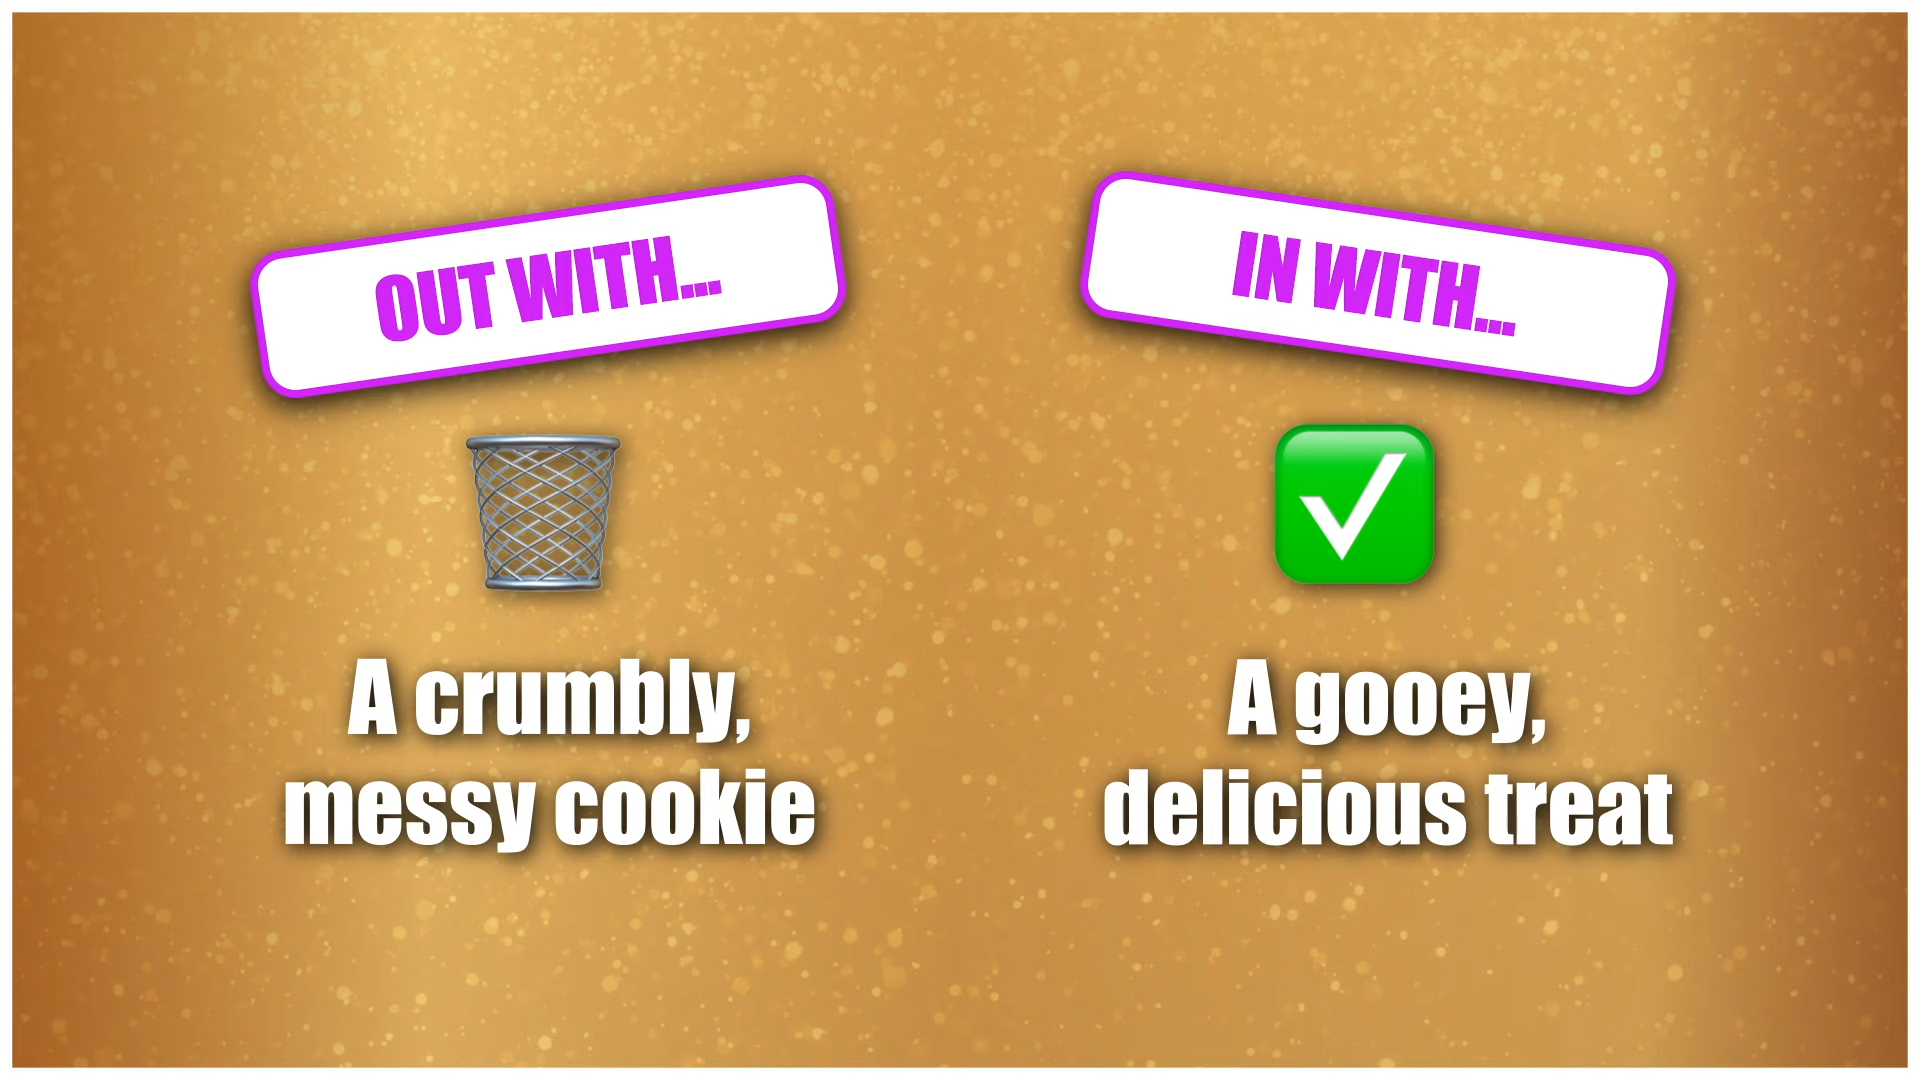 OUT WITH...
A crumbly,
messy cookie
IN WITH...
A gooey,
delicious treat